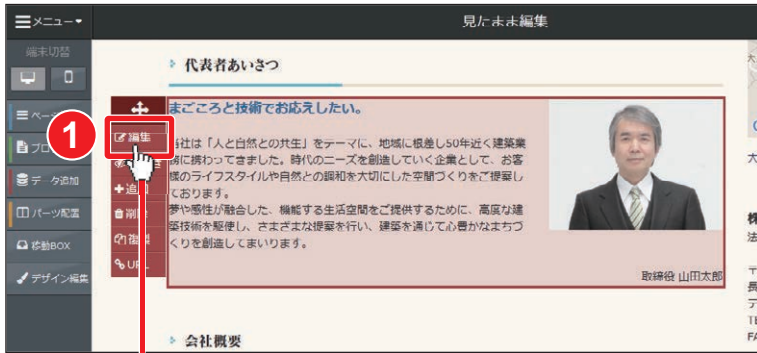 メニュー
見たまま編集
端末切替
代表者あいさつ
1
編集
追加
削除
複製
URL
データ追加
パーツ配置
移動BOX
デザイン編集
まごころと技術でお応えしたい。
当社は「人と自然との共生」をテーマに、地域に根差し50年近く建築業
務に携わってきました。時代のニーズを創造していく企業として、お客
様のライフスタイルや自然との調和を大切にした空間づくりをご提案し
ております。
夢や感性が融合した、機能する生活空間をご提供するために、高度な建
築技術を駆使し、さまざまな提案を行い、建築を通じて心豊かなまちづ
くりを創造してまいります。
取締役 山田太郎
会社概要